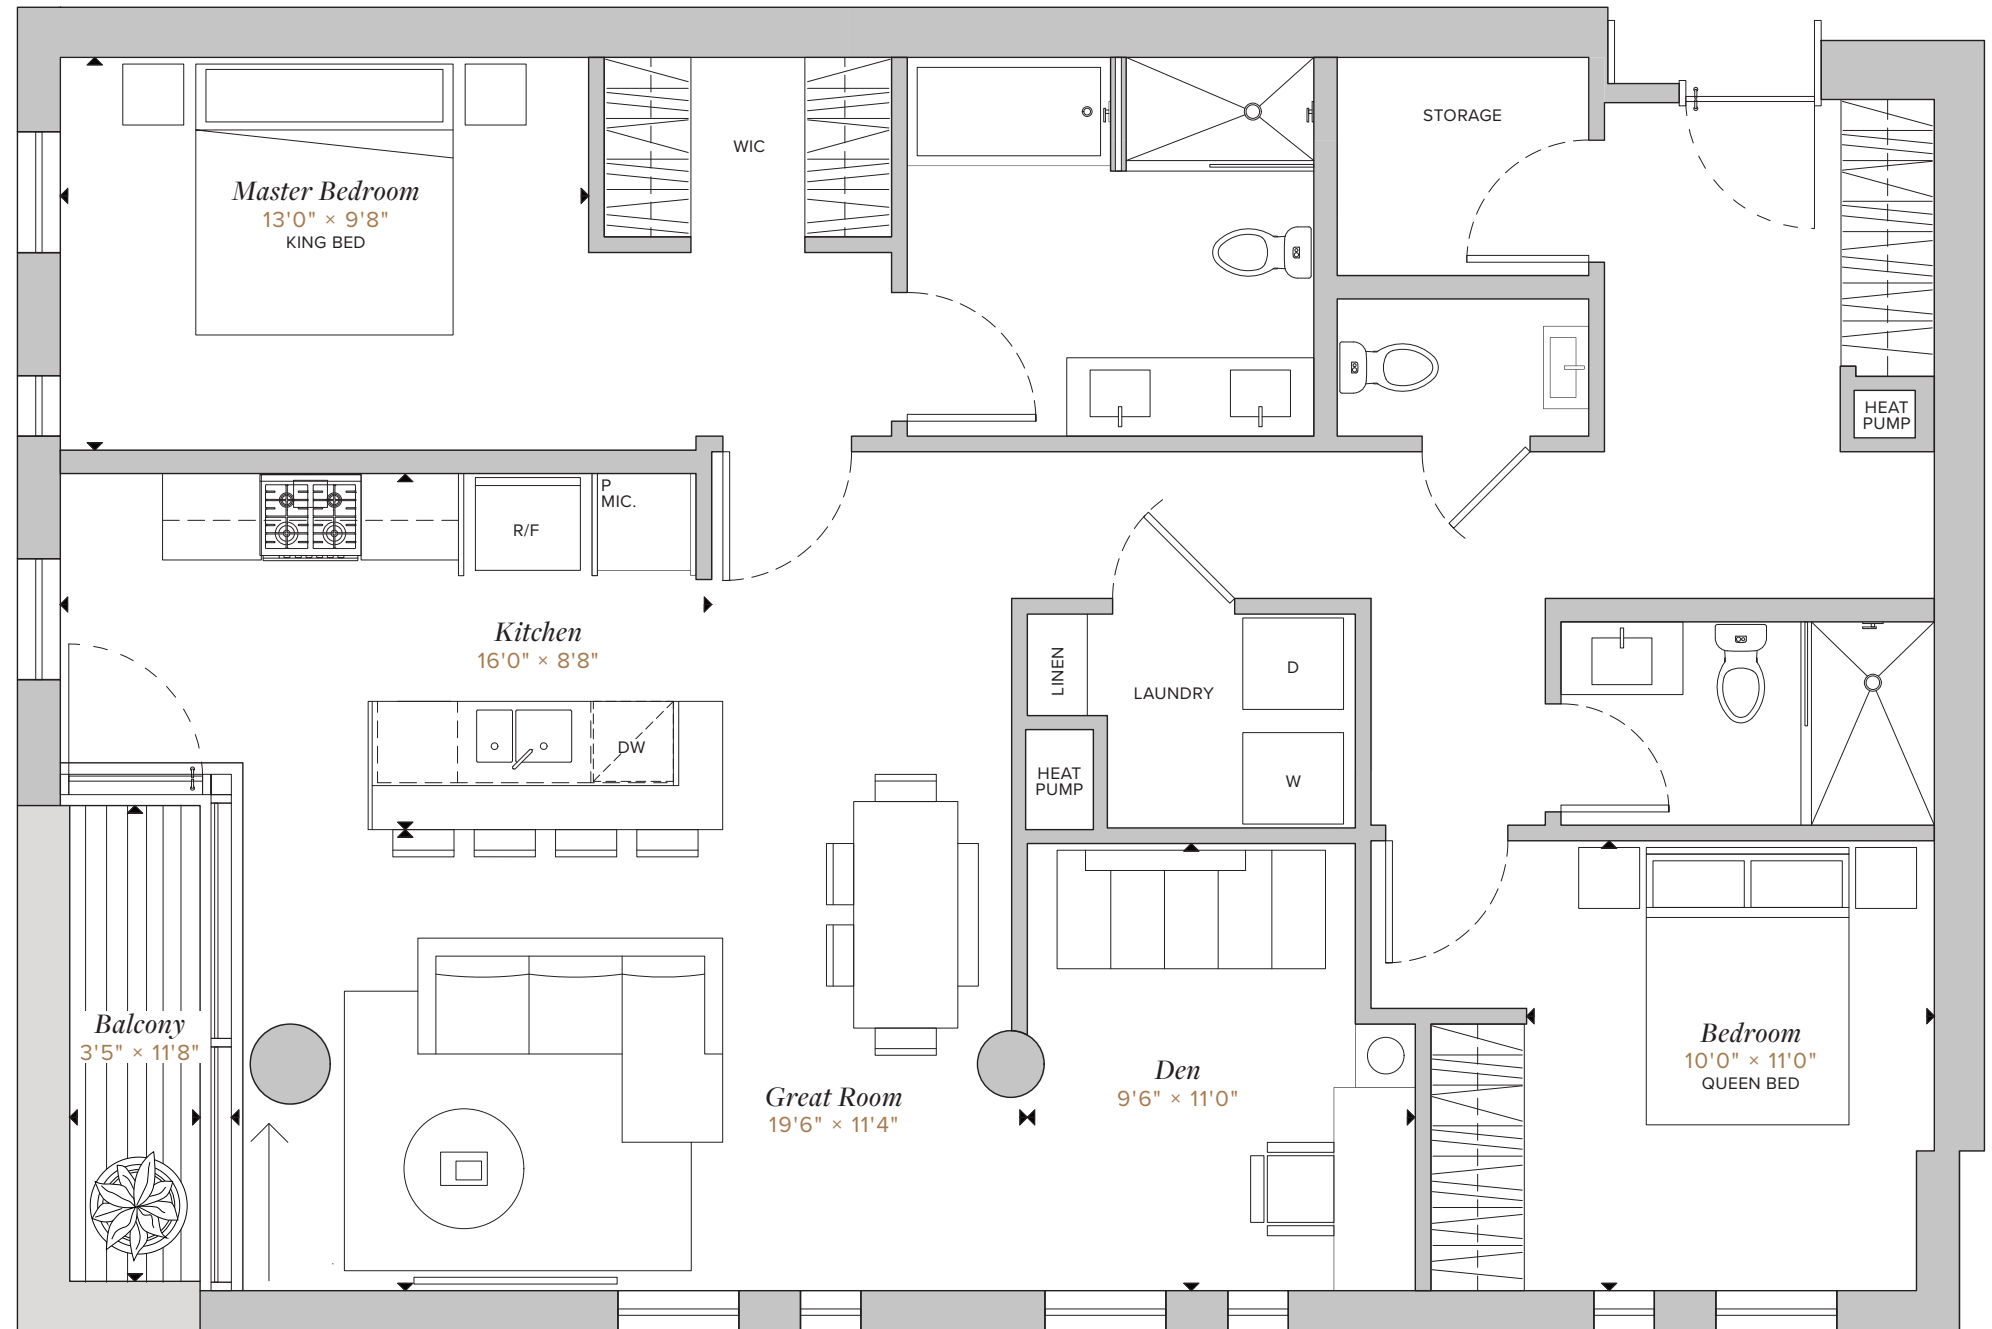 Master Bedroom
13'0" × 9'8"
KING BED
WIC
STORAGE
HEAT
PUMP
R/F
P
MIC.
Kitchen
16'0" × 8'8"
DW
LINEN
LAUNDRY
D
W
HEAT
PUMP
Balcony
3'5" × 11'8"
Great Room
19'6" × 11'4"
Den
9'6" × 11'0"
Bedroom
10'0" × 11'0"
QUEEN BED